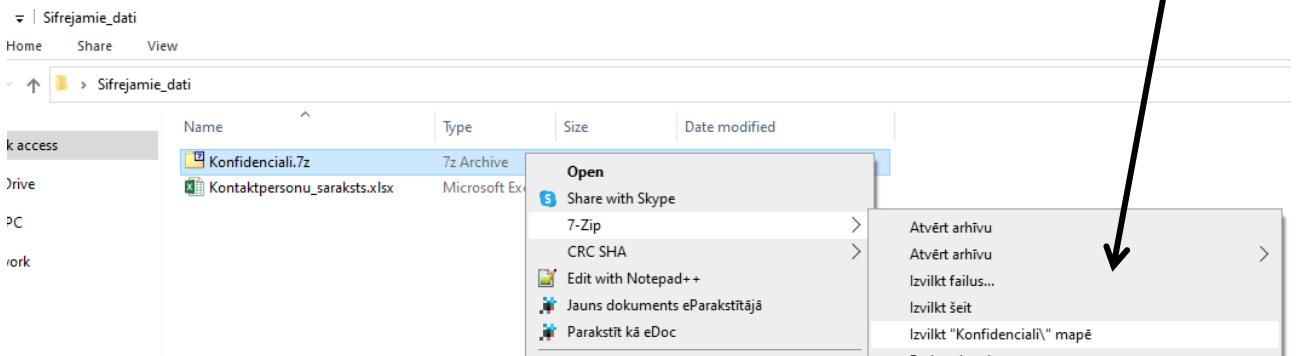 Sifrejamie_dati
Home Share View
Sifrejamie_dati
Name Type Size Date modified
k access
Konfidenciali.7z 7z Archive
Drive
Kontaktpersonu_saraksts.xlsx Microsoft Ex
PC
Open
Share with Skype
7-Zip
CRC SHA
Edit with Notepad++
Jauns dokuments eParakstītājā
Parakstīt kā eDoc
Atvērt arhīvu
Atvērt arhīvu
Izvilkt failus...
Izvilkt šeit
Izvilkt "Konfidenciali\" mapē